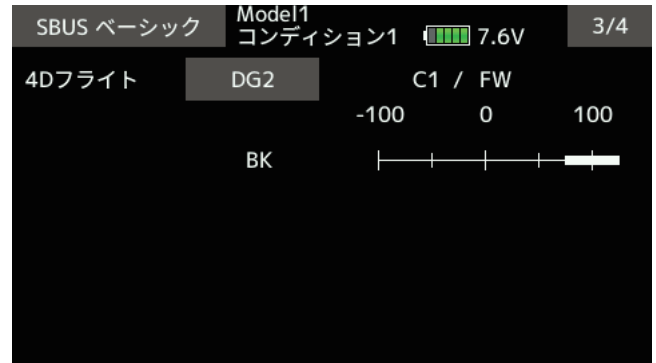 SBUS ベーシック
Model1
コンディション1 7.6V
3/4
4Dフライト DG2 C1 / FW
-100 0 100
BK